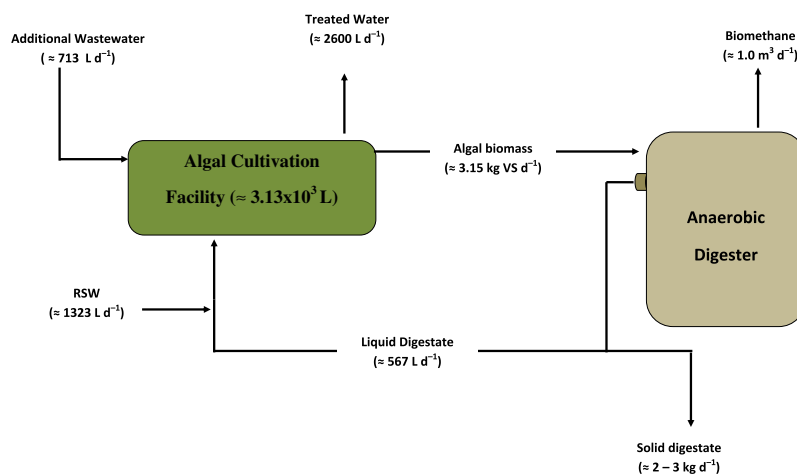 Treated Water
(≈ 2600 L d⁻¹)
Additional Wastewater
( ≈ 713 L d⁻¹)
Biomethane
(≈ 1.0 m³ d⁻¹)
Algal Cultivation
Facility (≈ 3.13x10³ L)
Algal biomass
(≈ 3.15 kg VS d⁻¹)
Anaerobic
Digester
RSW
(≈ 1323 L d⁻¹)
Liquid Digestate
(≈ 567 L d⁻¹)
Solid digestate
(≈ 2 – 3 kg d⁻¹)